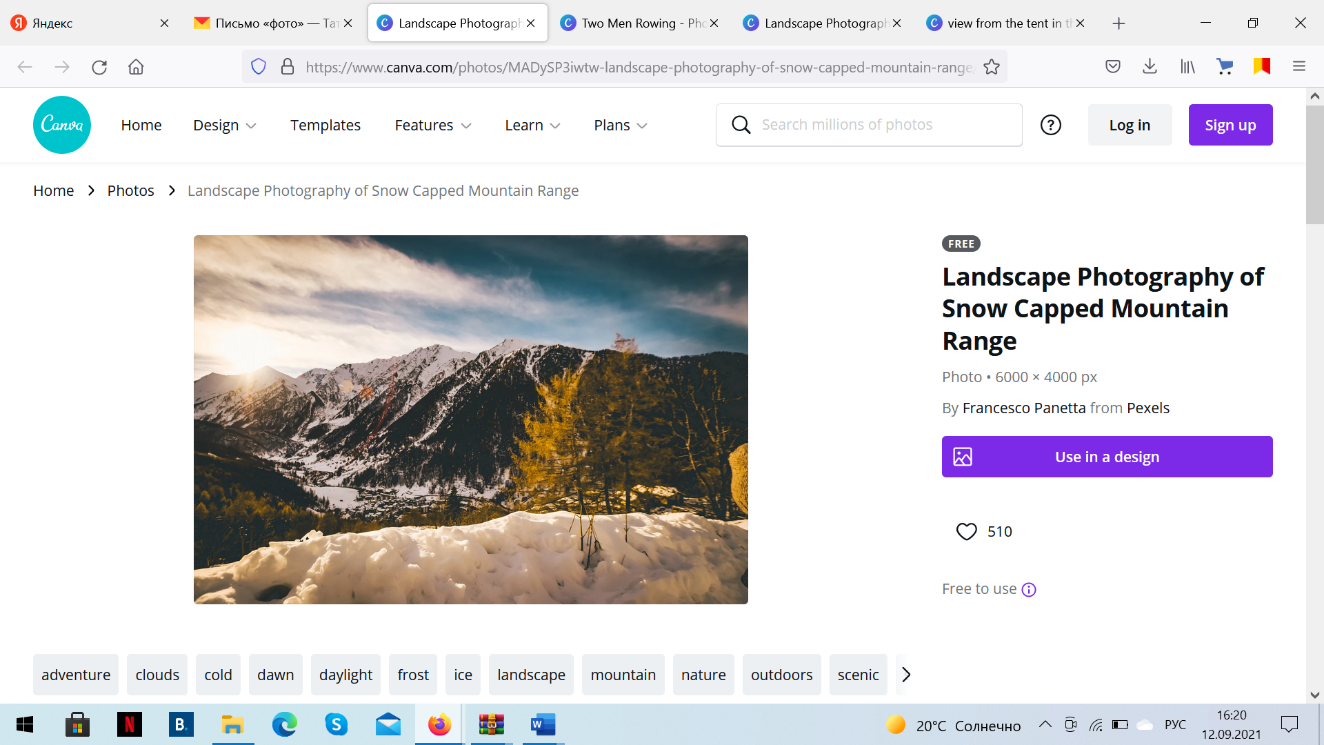 Яндекс
Письмо «фото» — Тат
Landscape Photograph
Two Men Rowing - Pho
Landscape Photograph
view from the tent in th
https://www.canva.com/photos/MADySP3iwtw-landscape-photography-of-snow-capped-mountain-range
Canva
Home
Design
Templates
Features
Learn
Plans
Search millions of photos
?
Log in
Sign up
Home
Photos
Landscape Photography of Snow Capped Mountain Range
FREE
Landscape Photography of
Snow Capped Mountain
Range
Photo • 6000 × 4000 px
By Francesco Panetta from Pexels
Use in a design
510
Free to use
adventure
clouds
cold
dawn
daylight
frost
ice
landscape
mountain
nature
outdoors
scenic
20°C Солнечно
РУС
16:20
12.09.2021